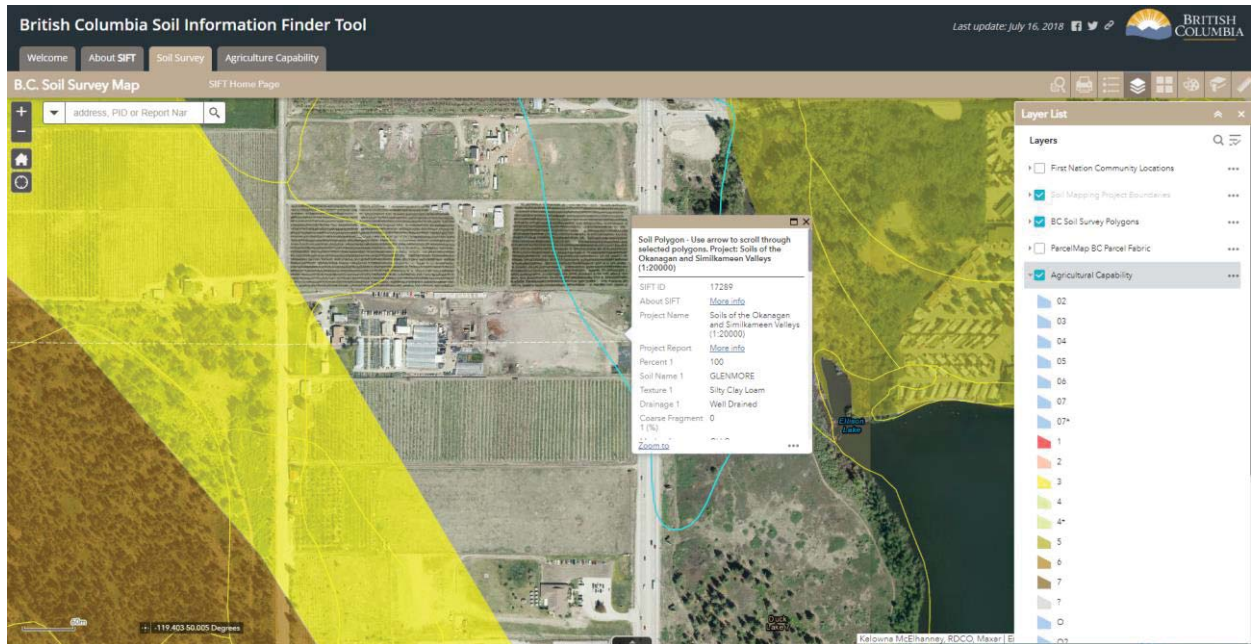 British Columbia Soil Information Finder Tool
Last update: July 16, 2018
BRITISH
COLUMBIA
Welcome
About SIFT
Soil Survey
Agriculture Capability
B.C. Soil Survey Map
SIFT Home Page
+
address, PID or Report Nar
−
Layer List
Layers
First Nation Community Locations
Soil Mapping Project Boundaries
BC Soil Survey Polygons
ParcelMap BC Parcel Fabric
Agricultural Capability
02
03
04
05
06
07
07*
1
2
3
4
4*
5
6
7
?
O
Soil Polygon - Use arrow to scroll through
selected polygons. Project: Soils of the
Okanagan and Similkameen Valleys
(1:20000)
SIFT ID 17289
About SIFT More info
Project Name Soils of the Okanagan
and Similkameen Valleys
(1:20000)
Project Report More info
Percent 1 100
Soil Name 1 GLENMORE
Texture 1 Silty Clay Loam
Drainage 1 Well Drained
Coarse Fragment 0
1 (%)
Zoom to
Ellison
Lake
Duck
Lake
60m
-119.403 50.005 Degrees
Kelowna McElhanney, RDCO, Maxar | E